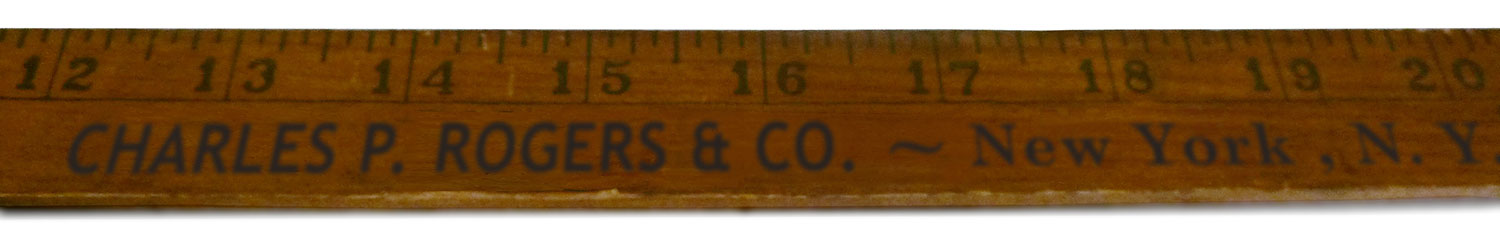 12 13 14 15 16 17 18 19 20
CHARLES P. ROGERS & CO. ~ New York, N. Y.